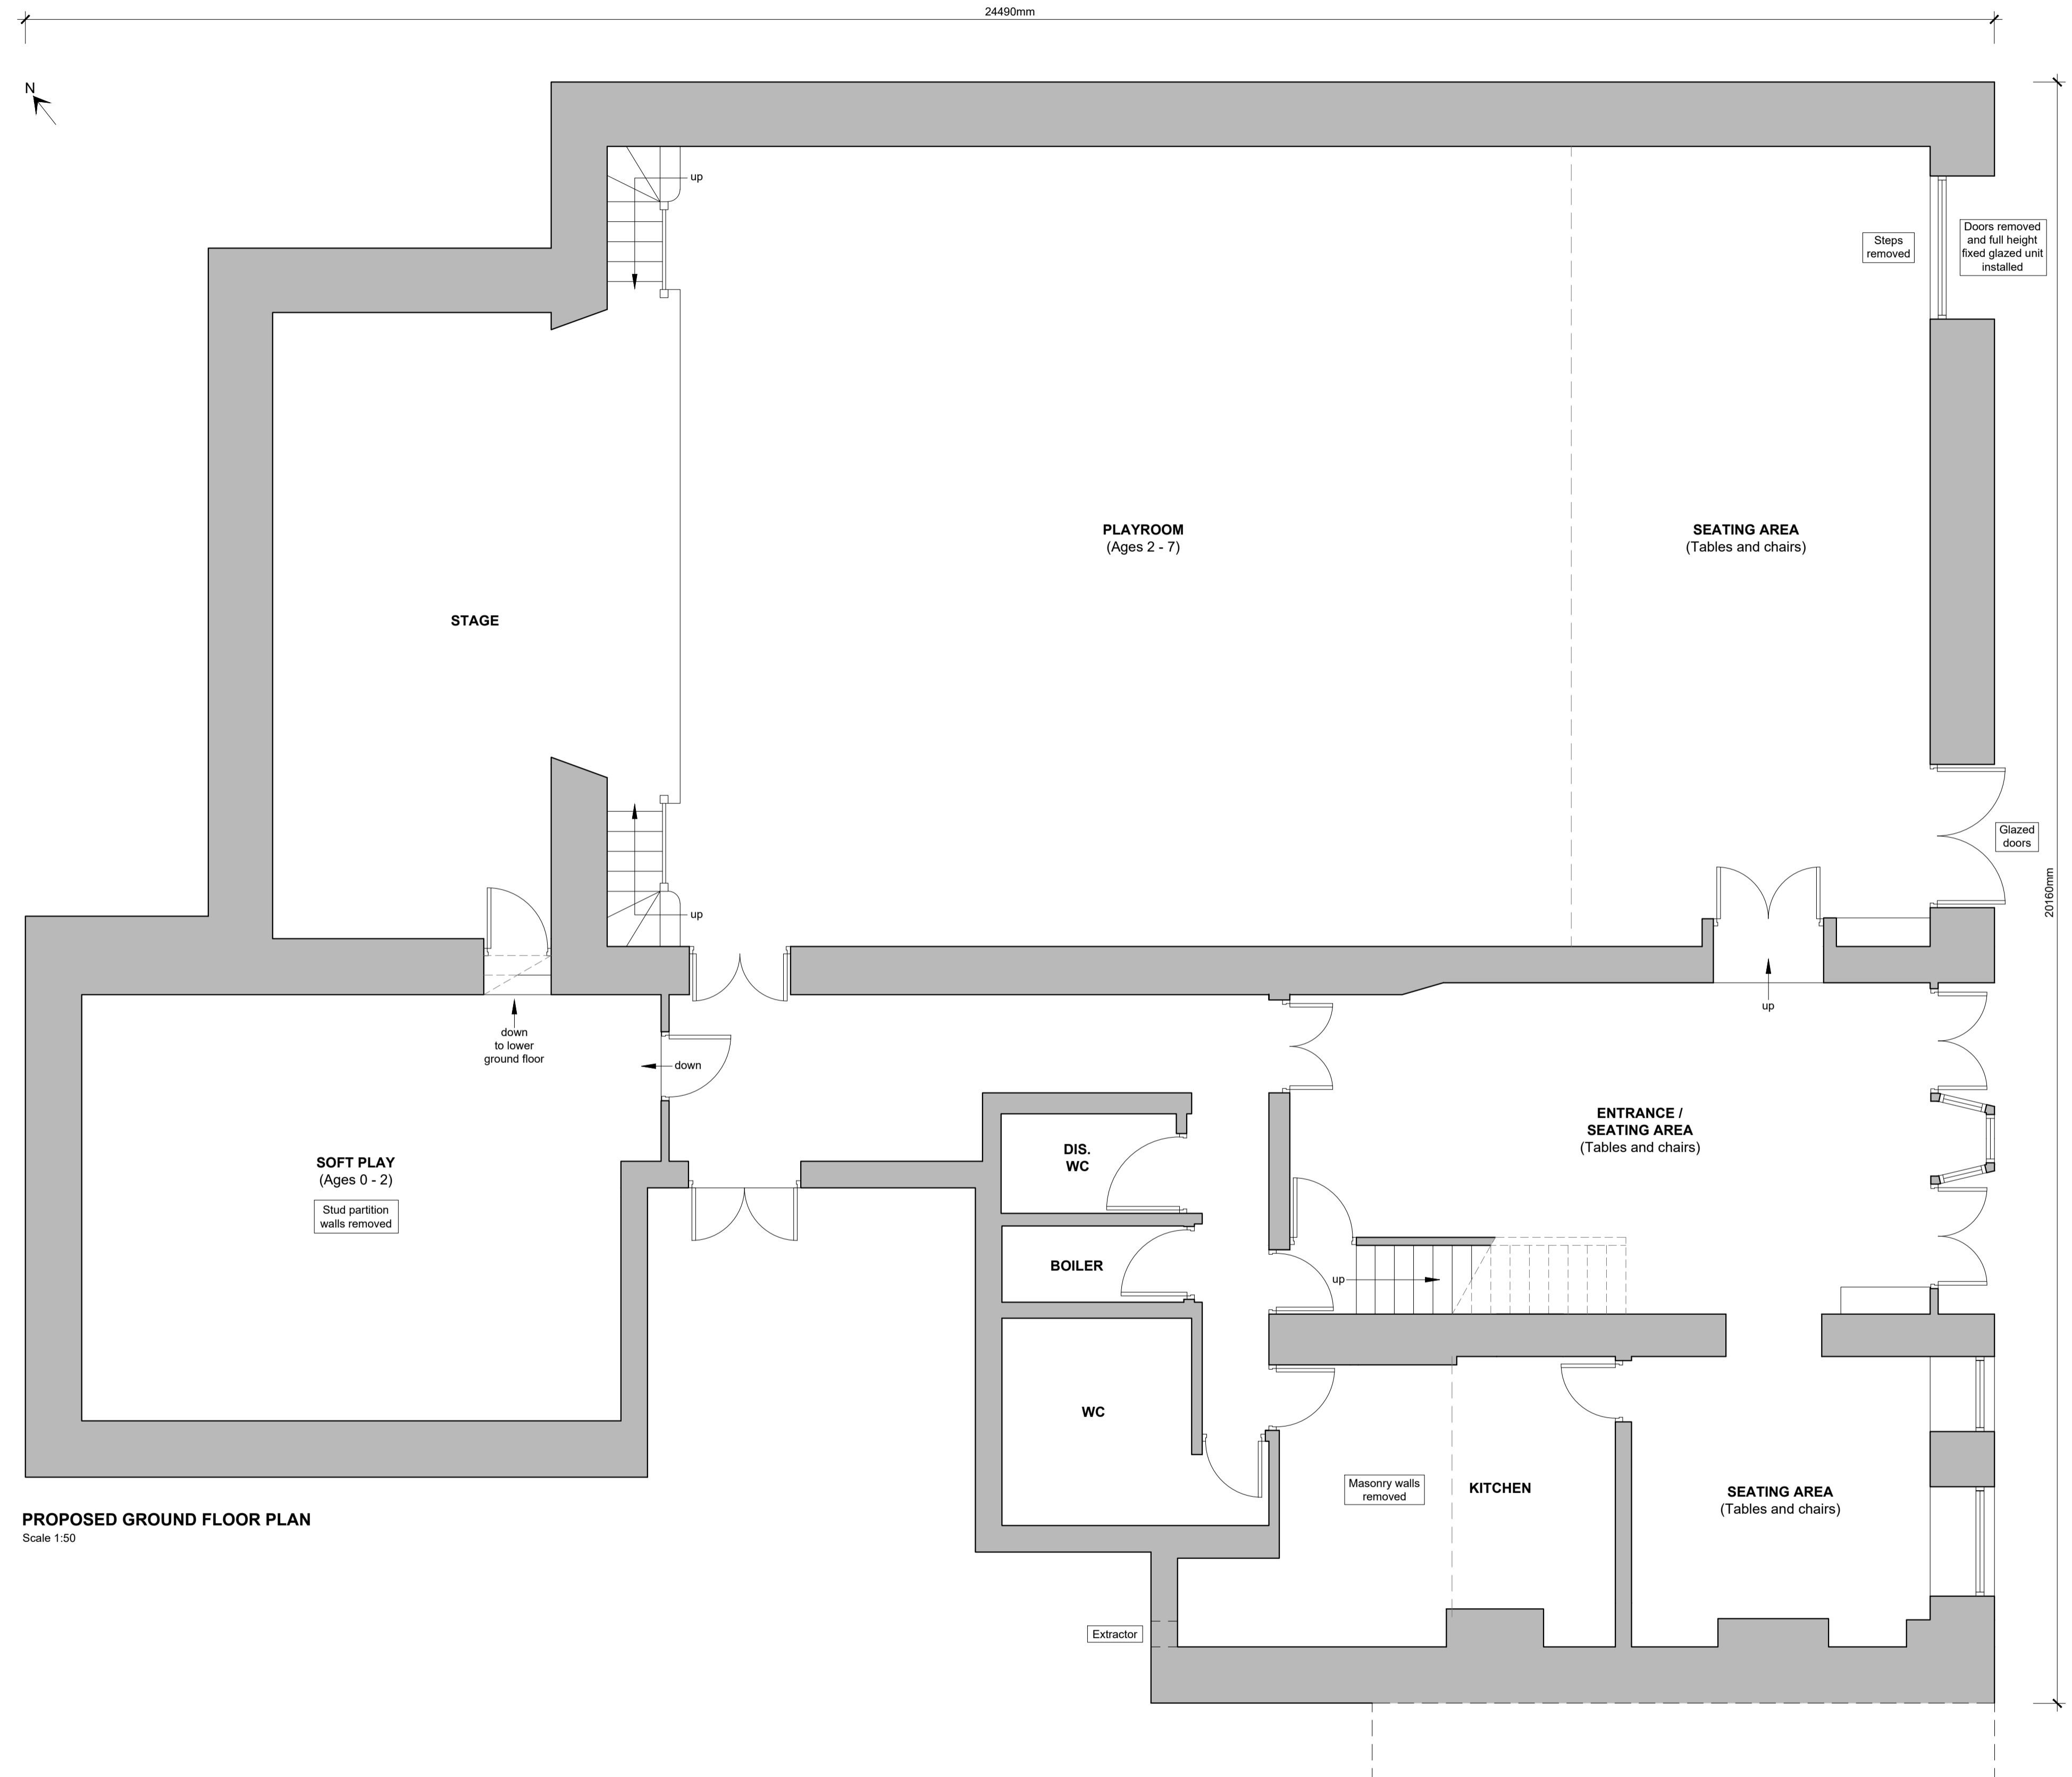 24490mm
N
up
Steps
removed
Doors removed
and full height
fixed glazed unit
installed
PLAYROOM
(Ages 2 - 7)
SEATING AREA
(Tables and chairs)
STAGE
Glazed
doors
20160mm
up
up
down
to lower
ground floor
down
ENTRANCE /
SEATING AREA
(Tables and chairs)
DIS.
WC
SOFT PLAY
(Ages 0 - 2)
Stud partition
walls removed
BOILER
up
WC
Masonry walls
removed
KITCHEN
SEATING AREA
(Tables and chairs)
PROPOSED GROUND FLOOR PLAN
Scale 1:50
Extractor